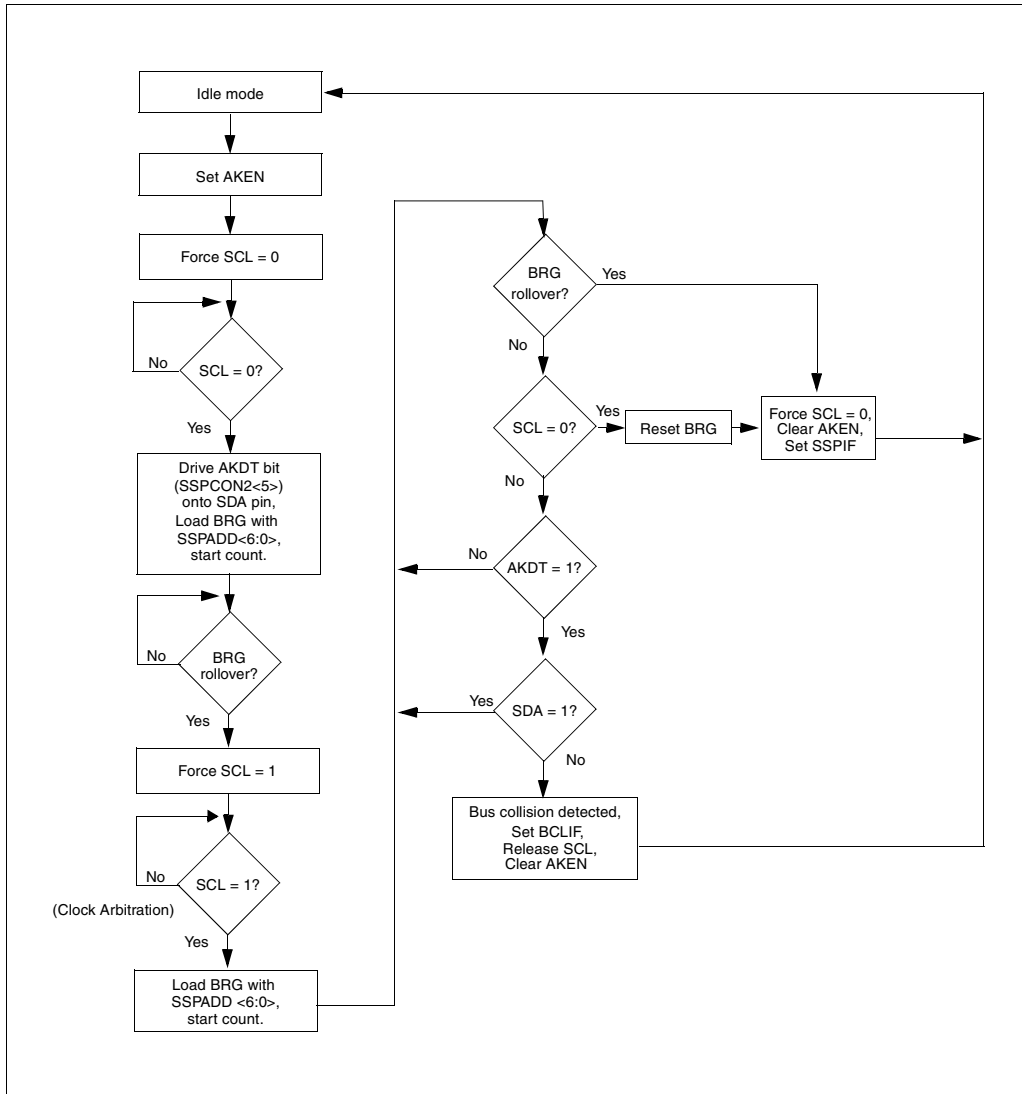 Idle mode
Set AKEN
Force SCL = 0
SCL = 0?
No
Yes
Drive AKDT bit
(SSPCON2<5>)
onto SDA pin,
Load BRG with
SSPADD<6:0>,
start count.
BRG
rollover?
No
Yes
Force SCL = 1
SCL = 1?
No
(Clock Arbitration)
Yes
Load BRG with
SSPADD <6:0>,
start count.
BRG
rollover?
Yes
No
SCL = 0?
Yes
Reset BRG
Force SCL = 0,
Clear AKEN,
Set SSPIF
No
AKDT = 1?
No
Yes
SDA = 1?
Yes
No
Bus collision detected,
Set BCLIF,
Release SCL,
Clear AKEN